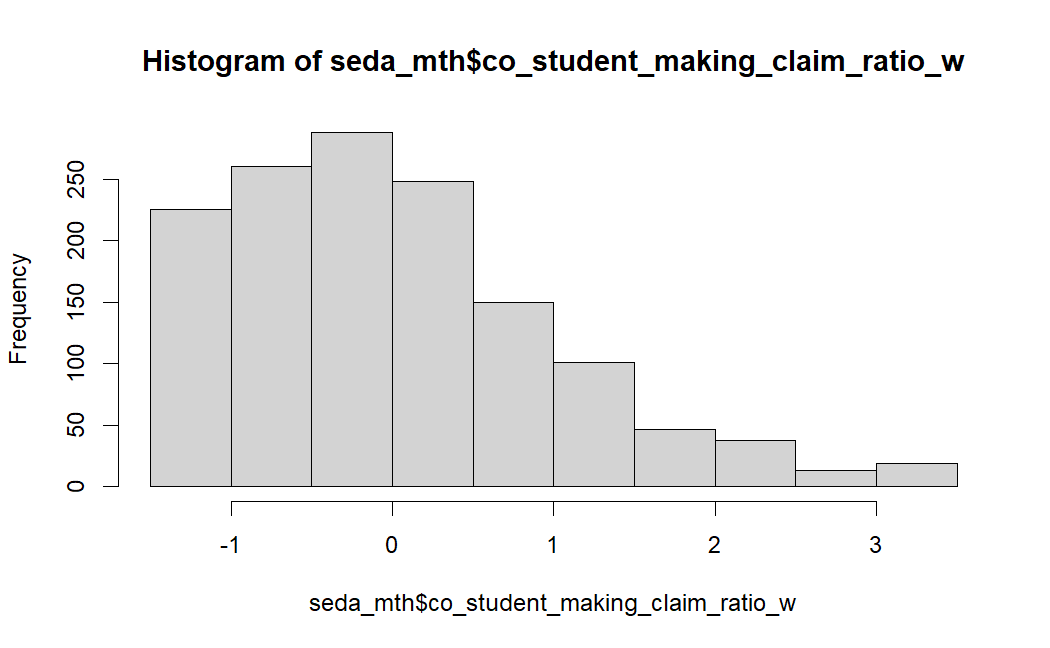 Histogram of seda_mth$co_student_making_claim_ratio_w
Frequency
250
200
150
100
50
0
-1 0 1 2 3
seda_mth$co_student_making_claim_ratio_w